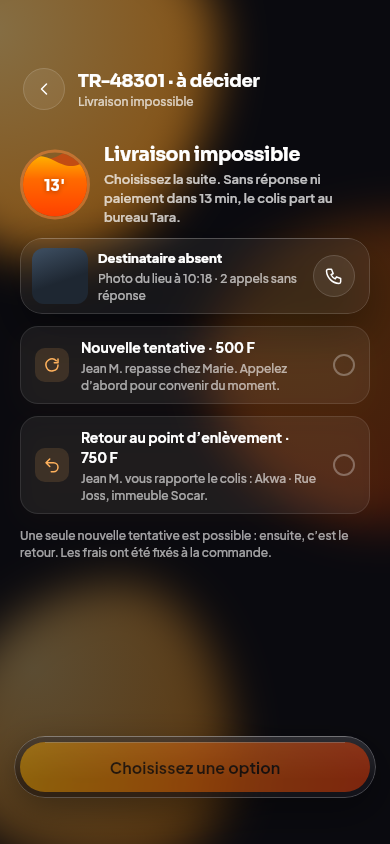 TR-48301 · à décider
Livraison impossible
13'
Livraison impossible
Choisissez la suite. Sans réponse ni
paiement dans 13 min, le colis part au
bureau Tara.
Destinataire absent
Photo du lieu à 10:18 · 2 appels sans
réponse
Nouvelle tentative · 500 F
Jean M. repasse chez Marie. Appelez
d’abord pour convenir du moment.
Retour au point d’enlèvement ·
750 F
Jean M. vous rapporte le colis : Akwa · Rue
Joss, immeuble Socar.
Une seule nouvelle tentative est possible : ensuite, c’est le
retour. Les frais ont été fixés à la commande.
Choisissez une option